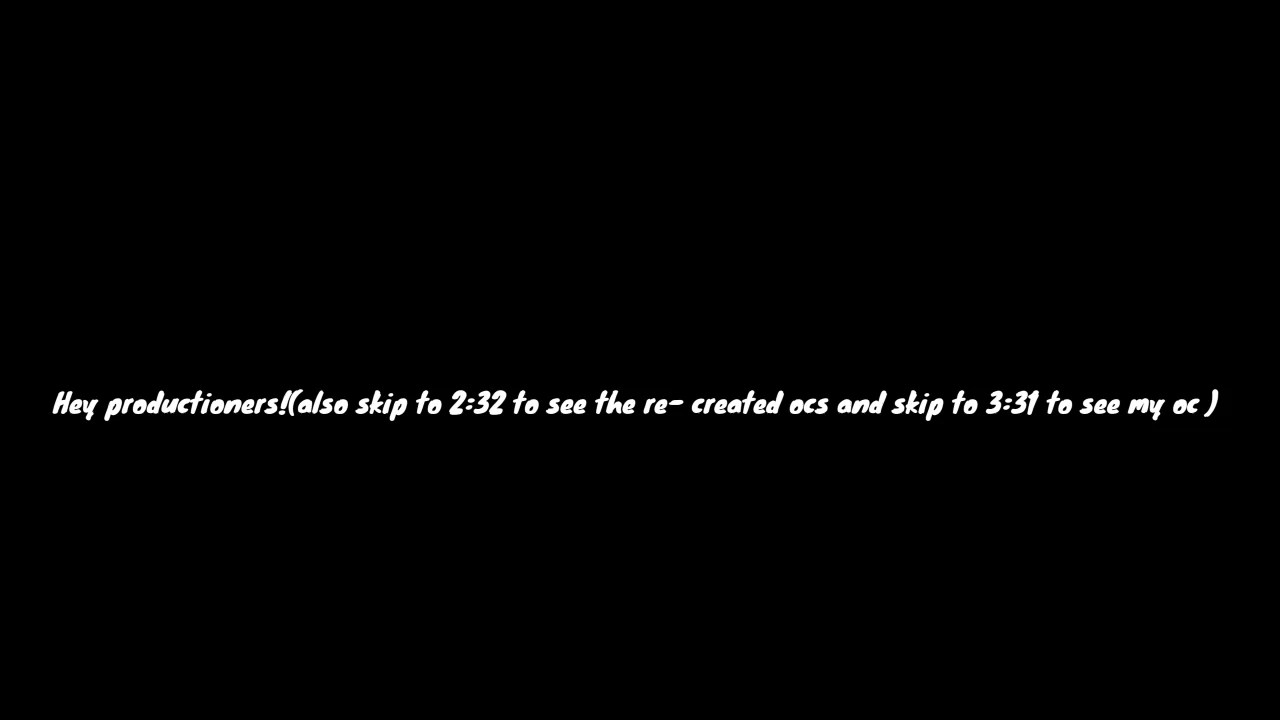 Hey productioners!(also skip to 2:32 to see the re- created ocs and skip to 3:31 to see my oc )